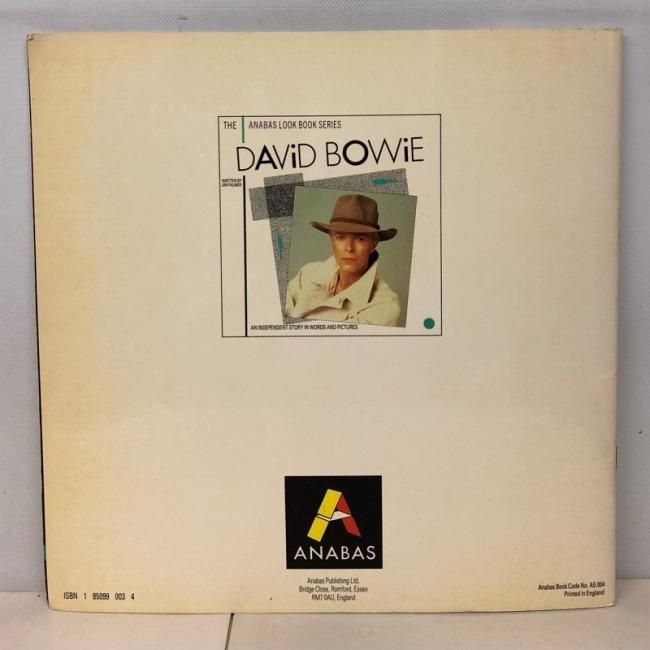 THE ANABAS LOOK BOOK SERIES
DAViD BOWiE
WRITTEN BY
JIM PALMER
AN INDEPENDENT STORY IN WORDS AND PICTURES
ANABAS
Anabas Publishing Ltd,
Bridge Close, Romford, Essex
RM7 0AU, England
ISBN 1 85099 003 4
Anabas Book Code No. AS 004
Printed in England